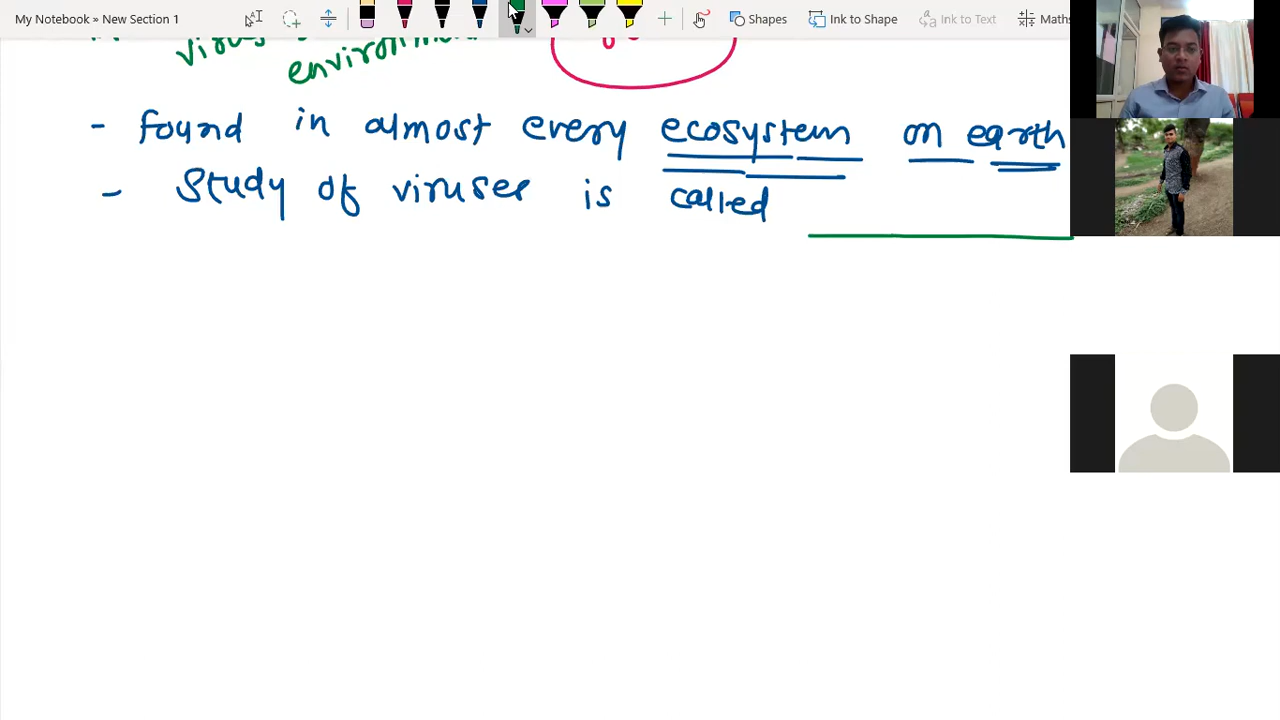 My Notebook » New Section 1
Shapes
Ink to Shape
Ink to Text
Maths
virus
environment
- found in almost every ecosystem on earth
- Study of viruses is called